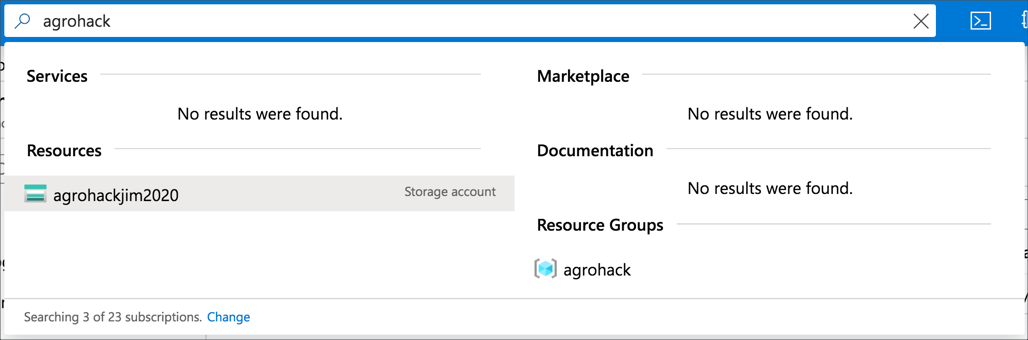 agrohack
Services
No results were found.
Resources
agrohackjim2020 Storage account
Marketplace
No results were found.
Documentation
No results were found.
Resource Groups
agrohack
Searching 3 of 23 subscriptions. Change